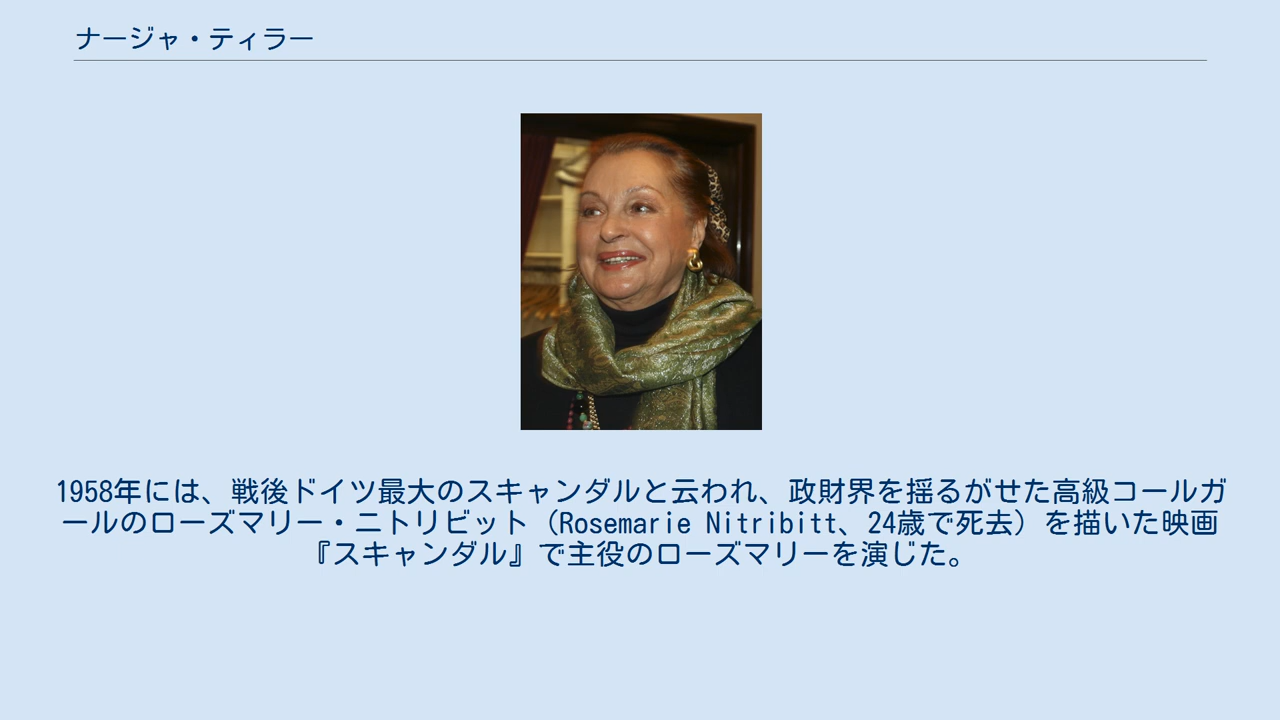 ナージャ・ティラー
1958年には、戦後ドイツ最大のスキャンダルと云われ、政財界を揺るがせた高級コールガ
ールのローズマリー・ニトリビット（Rosemarie Nitribitt、24歳で死去）を描いた映画
『スキャンダル』で主役のローズマリーを演じた。